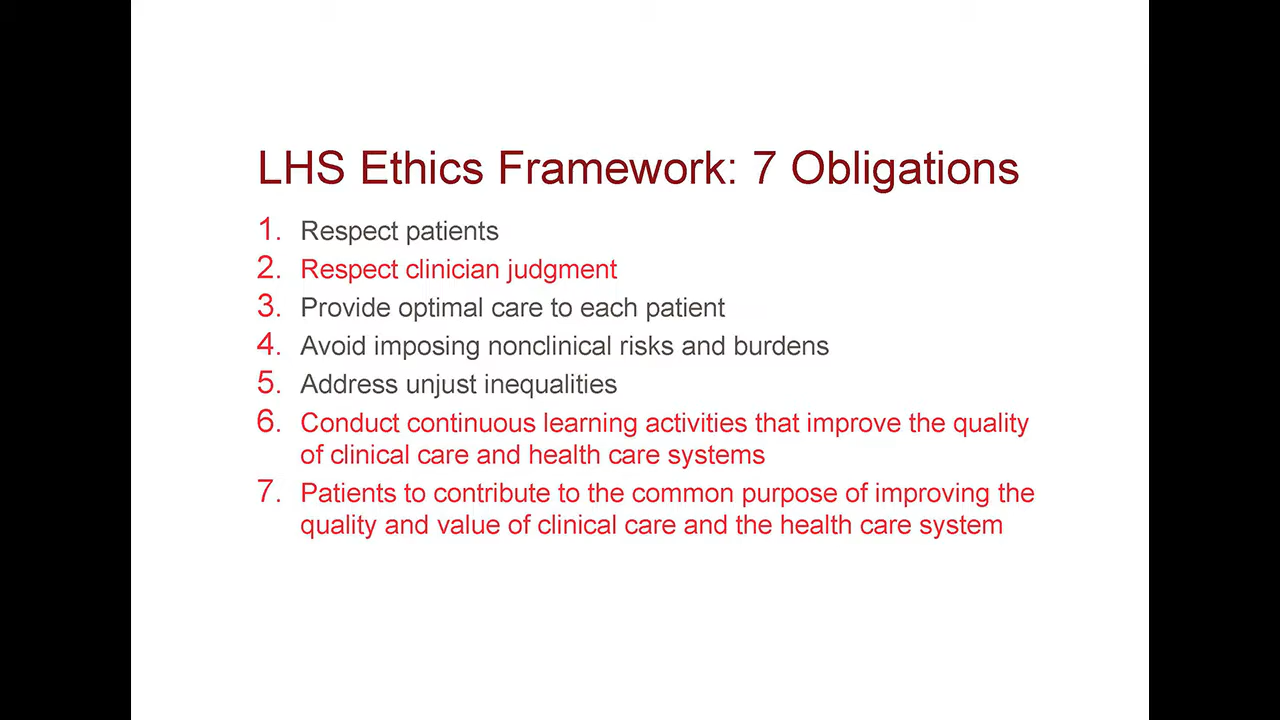 LHS Ethics Framework: 7 Obligations
1. Respect patients
2. Respect clinician judgment
3. Provide optimal care to each patient
4. Avoid imposing nonclinical risks and burdens
5. Address unjust inequalities
6. Conduct continuous learning activities that improve the quality
of clinical care and health care systems
7. Patients to contribute to the common purpose of improving the
quality and value of clinical care and the health care system